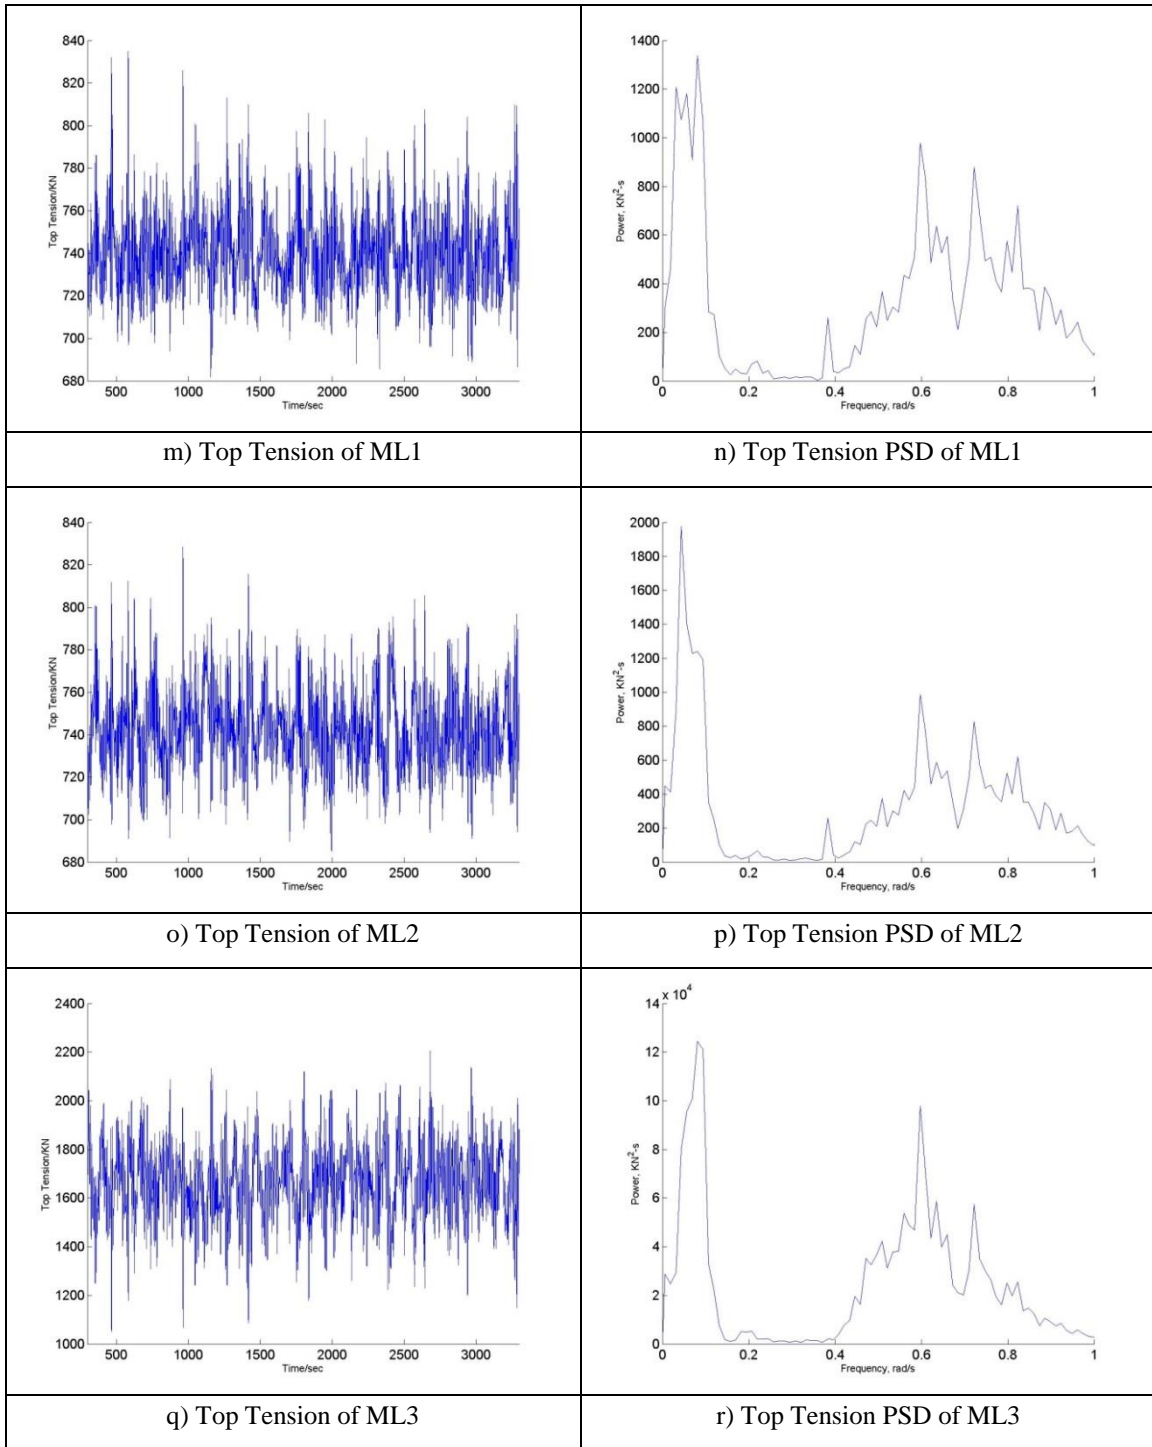 840
820
800
780
760
740
720
700
680
Top Tension/KN
500 1000 1500 2000 2500 3000
Time/sec
1400
1200
1000
800
600
400
200
0
Power, KN²-s
0 0.2 0.4 0.6 0.8 1
Frequency, rad/s
m) Top Tension of ML1
n) Top Tension PSD of ML1
840
820
800
780
760
740
720
700
680
Top Tension/KN
500 1000 1500 2000 2500 3000
Time/sec
2000
1800
1600
1400
1200
1000
800
600
400
200
0
Power, KN²-s
0 0.2 0.4 0.6 0.8 1
Frequency, rad/s
o) Top Tension of ML2
p) Top Tension PSD of ML2
2400
2200
2000
1800
1600
1400
1200
1000
Top Tension/KN
500 1000 1500 2000 2500 3000
Time/sec
x 10⁴
14
12
10
8
6
4
2
0
Power, KN²-s
0 0.2 0.4 0.6 0.8 1
Frequency, rad/s
q) Top Tension of ML3
r) Top Tension PSD of ML3